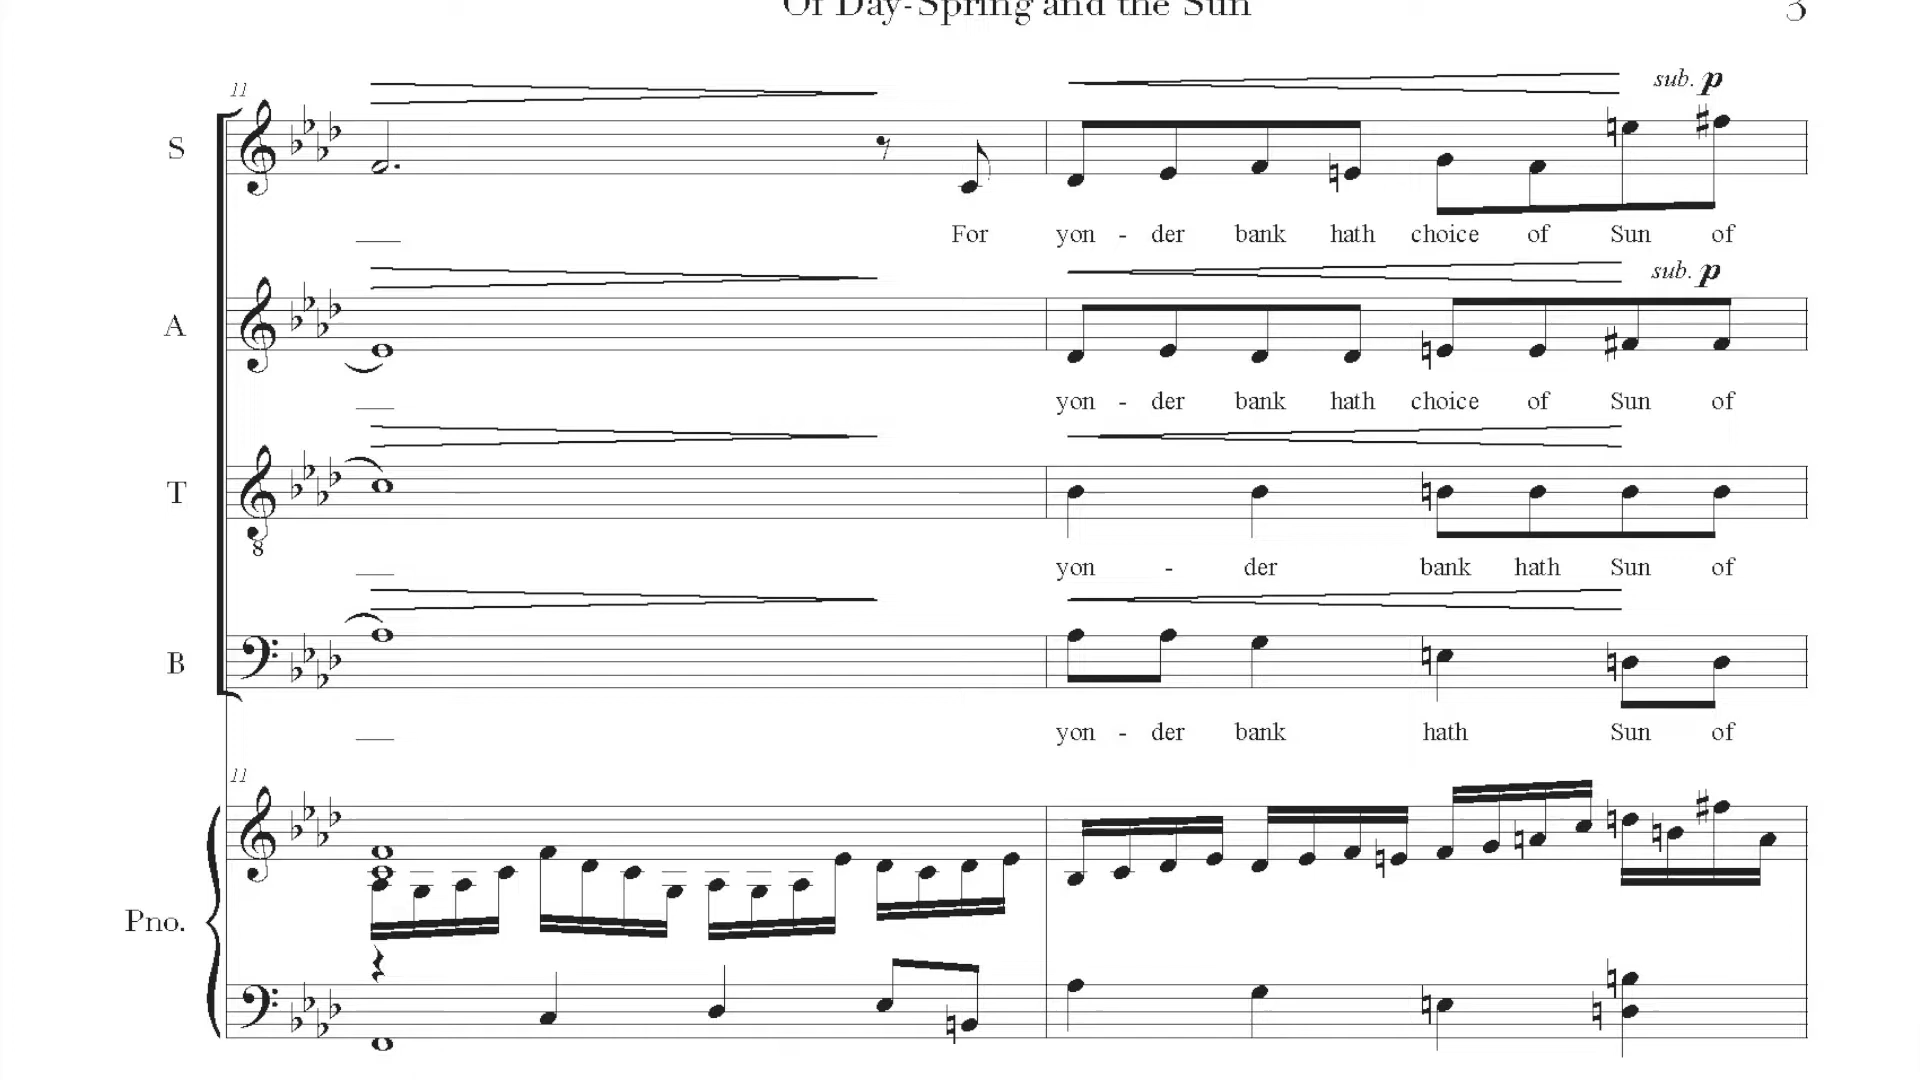 Of Day-Spring and the Sun 3
11
sub. p
S
For yon - der bank hath choice of Sun of
sub. p
A
yon - der bank hath choice of Sun of
T
8
yon - der bank hath Sun of
B
yon - der bank hath Sun of
11
Pno.